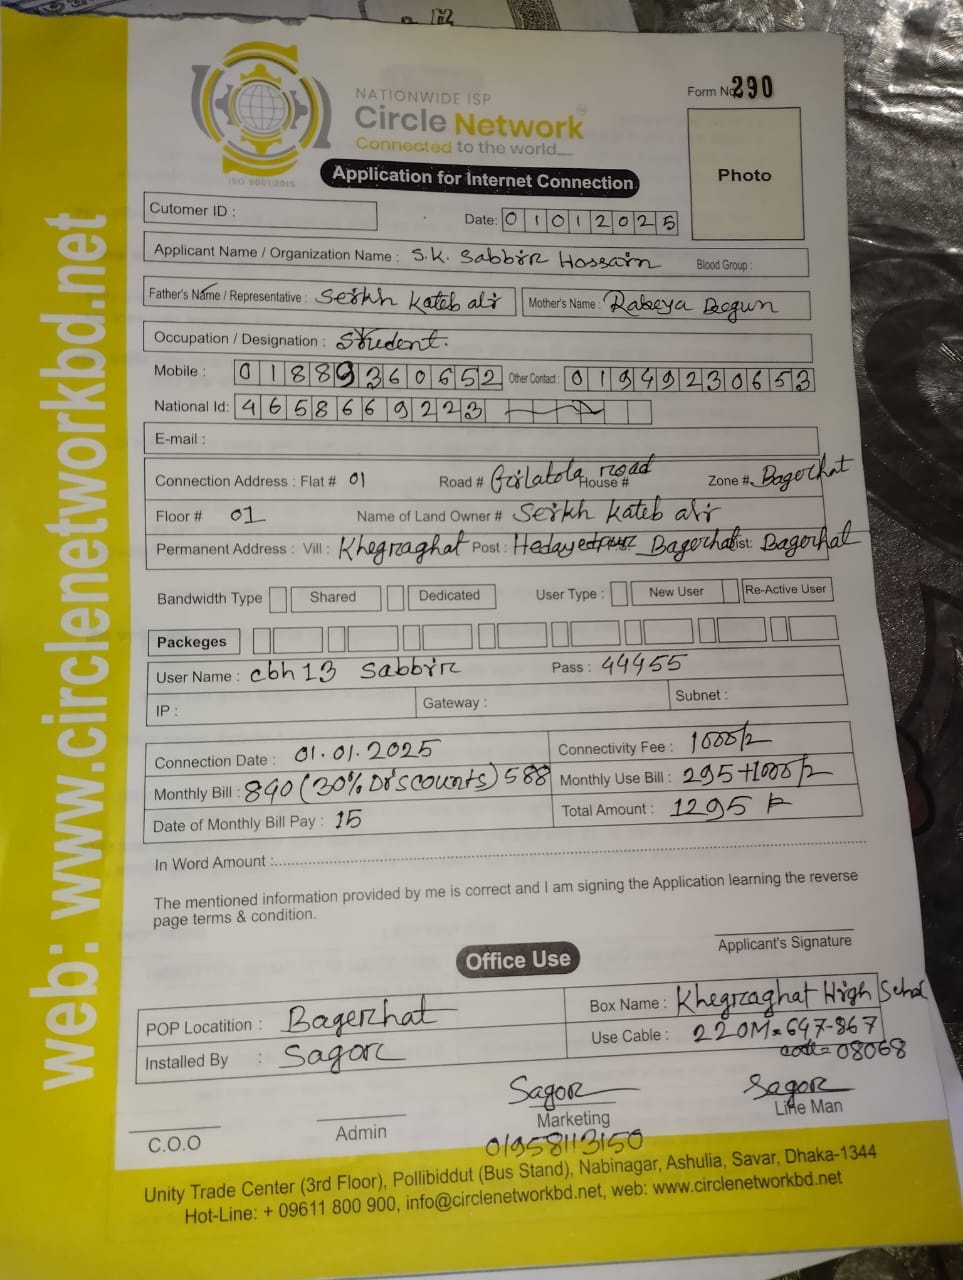 NATIONWIDE ISP
Circle Network
Connected to the world.....
ISO 9001:2015
Form No. 290
Photo
Application for Internet Connection
Cutomer ID :
Date: 01012025
Applicant Name / Organization Name : S.K. Sabbir Hossain Blood Group :
Father's Name / Representative : Seikh Kateb ali Mother's Name : Rabeya Begun
Occupation / Designation : Student.
Mobile : 01889360652 Other Contact : 01949230653
National Id: 4658669223
E-mail :
Connection Address : Flat # 01 Road # road House # Zone # Bagerhat
Floor # 01 Name of Land Owner # Seikh Kateb ali
Permanent Address : Vill : Khegraghat Post : Bagerhat Dist: Bagerhat
Bandwidth Type Shared Dedicated User Type : New User Re-Active User
Packeges
User Name : cbh13 sabbir Pass : 44455
IP : Gateway : Subnet :
Connection Date : 01.01.2025 Connectivity Fee : 1000/-
Monthly Bill : 840 (30% Discounts) 588 Monthly Use Bill : 295+1000/-
Date of Monthly Bill Pay : 15 Total Amount : 1295
In Word Amount :
The mentioned information provided by me is correct and I am signing the Application learning the reverse
page terms & condition.
Applicant's Signature
Office Use
POP Locatition : Bagerhat Box Name : Khegraghat High School
Installed By : Sagor Use Cable : 220M=647-867
code=08068
Sagor Sagor
C.O.O Admin Marketing Line Man
01958113150
Unity Trade Center (3rd Floor), Pollibiddut (Bus Stand), Nabinagar, Ashulia, Savar, Dhaka-1344
Hot-Line: + 09611 800 900, info@circlenetworkbd.net, web: www.circlenetworkbd.net
web: www.circlenetworkbd.net